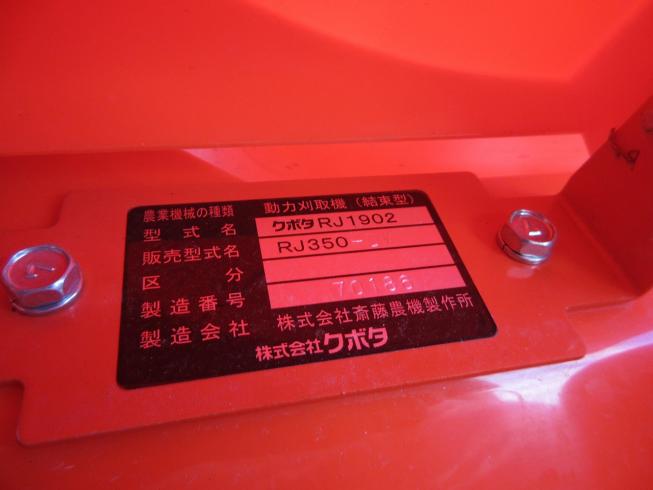 農業機械の種類 動力刈取機（結束型）
型式名 クボタRJ1902
販売型式名 RJ350
区分
製造番号 70186
製造会社 株式会社斎藤農機製作所
株式会社クボタ